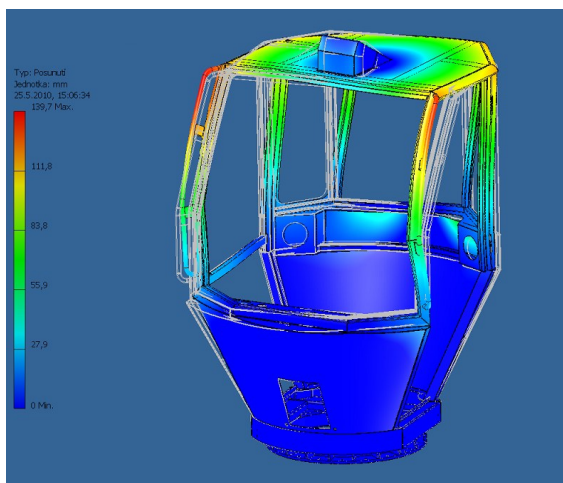 Typ: Posunutí
Jednotka: mm
25.5.2010, 15:06:34
139,7 Max.
111,8
83,8
55,9
27,9
0 Min.